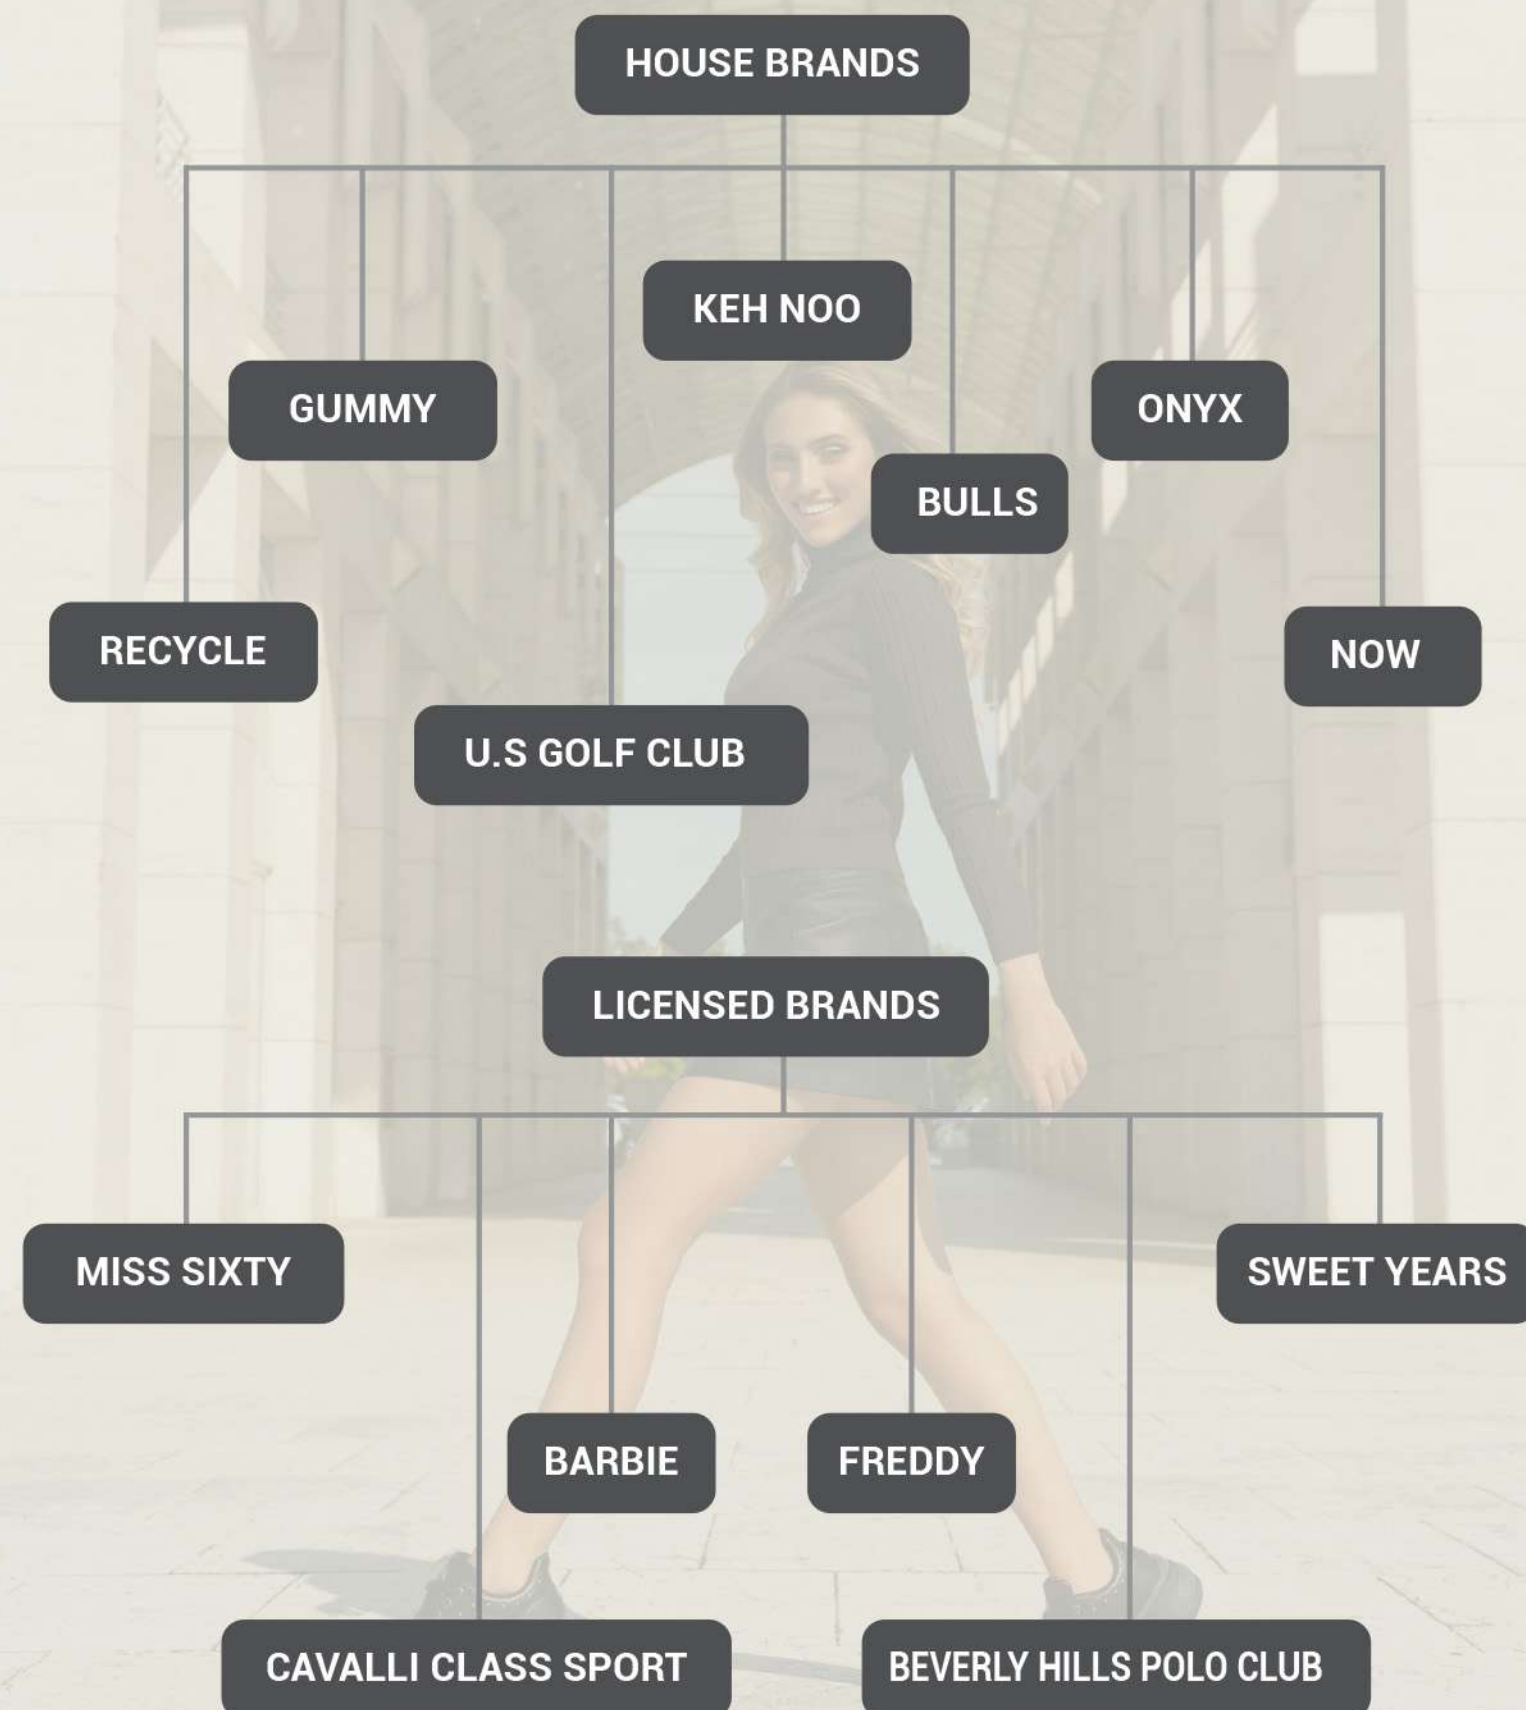 HOUSE BRANDS
KEH NOO
GUMMY
ONYX
BULLS
RECYCLE
NOW
U.S GOLF CLUB
LICENSED BRANDS
MISS SIXTY
SWEET YEARS
BARBIE
FREDDY
CAVALLI CLASS SPORT
BEVERLY HILLS POLO CLUB